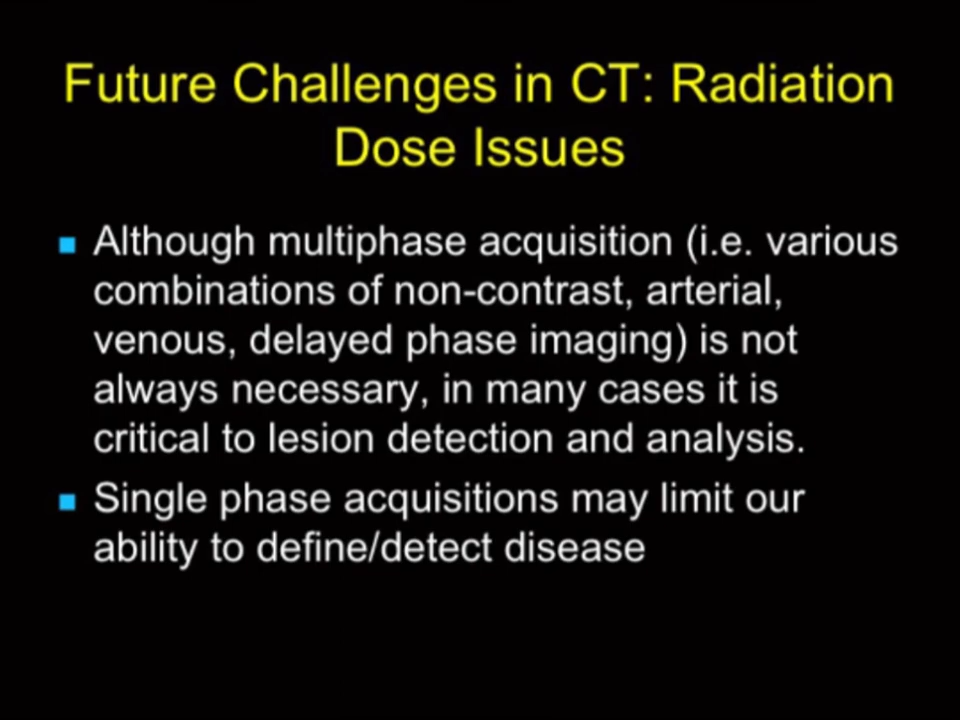 Future Challenges in CT: Radiation
Dose Issues
Although multiphase acquisition (i.e. various
combinations of non-contrast, arterial,
venous, delayed phase imaging) is not
always necessary, in many cases it is
critical to lesion detection and analysis.
Single phase acquisitions may limit our
ability to define/detect disease